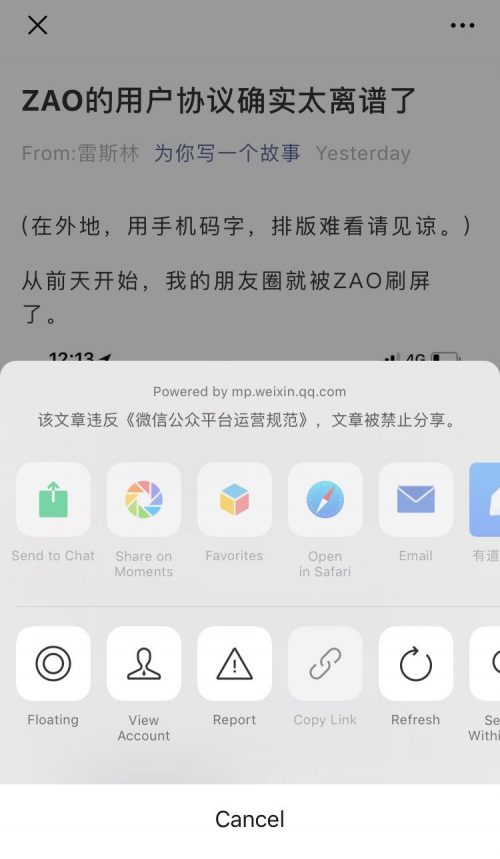 ZAO的用户协议确实太离谱了
From:雷斯林 为你写一个故事 Yesterday
（在外地，用手机码字，排版难看请见谅。）
从前天开始，我的朋友圈就被ZAO刷屏
了。
12:13 4G
Powered by mp.weixin.qq.com
该文章违反《微信公众平台运营规范》，文章被禁止分享。
Send to Chat Share on Moments Favorites Open in Safari Email 有道
Floating View Account Report Copy Link Refresh Se Within
Cancel